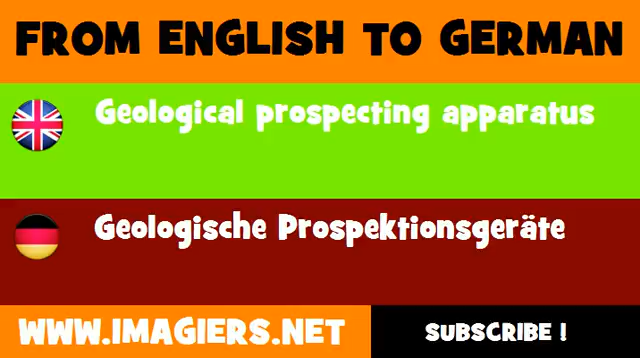 FROM ENGLISH TO GERMAN
Geological prospecting apparatus
Geologische Prospektionsgeräte
WWW.IMAGIERS.NET
SUBSCRIBE !